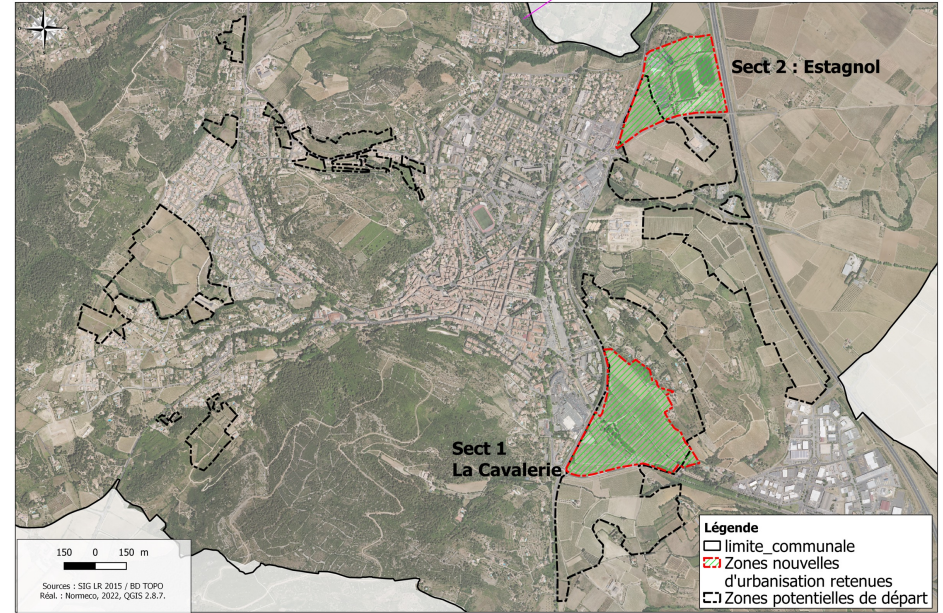 Sect 2 : Estagnol
Sect 1
La Cavalerie
150 0 150 m
Sources : SIG LR 2015 / BD TOPO
Réal. : Normeco, 2022, QGIS 2.8.7.
Légende
limite_communale
Zones nouvelles
d'urbanisation retenues
Zones potentielles de départ